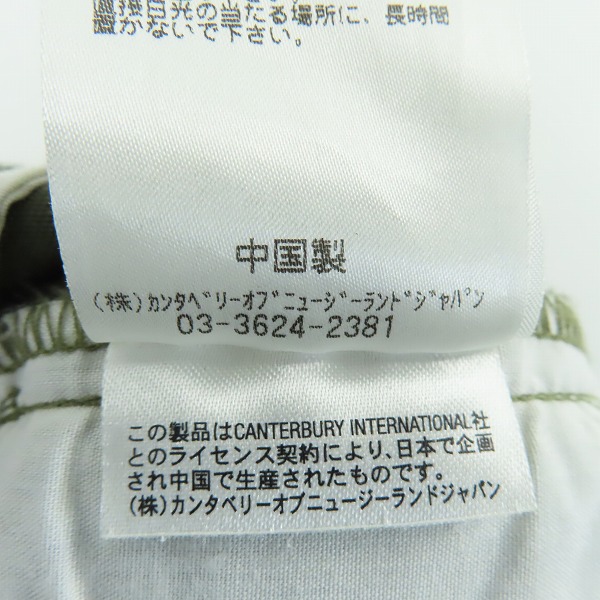 直接日光の当たる場所に、長時間
置かないで下さい。
中国製
(株)ｶﾝﾀﾍﾞﾘｰｵﾌﾞﾆｭｰｼﾞｰﾗﾝﾄﾞｼﾞｬﾊﾟﾝ
03-3624-2381
この製品はCANTERBURY INTERNATIONAL社
とのライセンス契約により、日本で企画
され中国で生産されたものです。
(株)カンタベリーオブニュージーランドジャパン